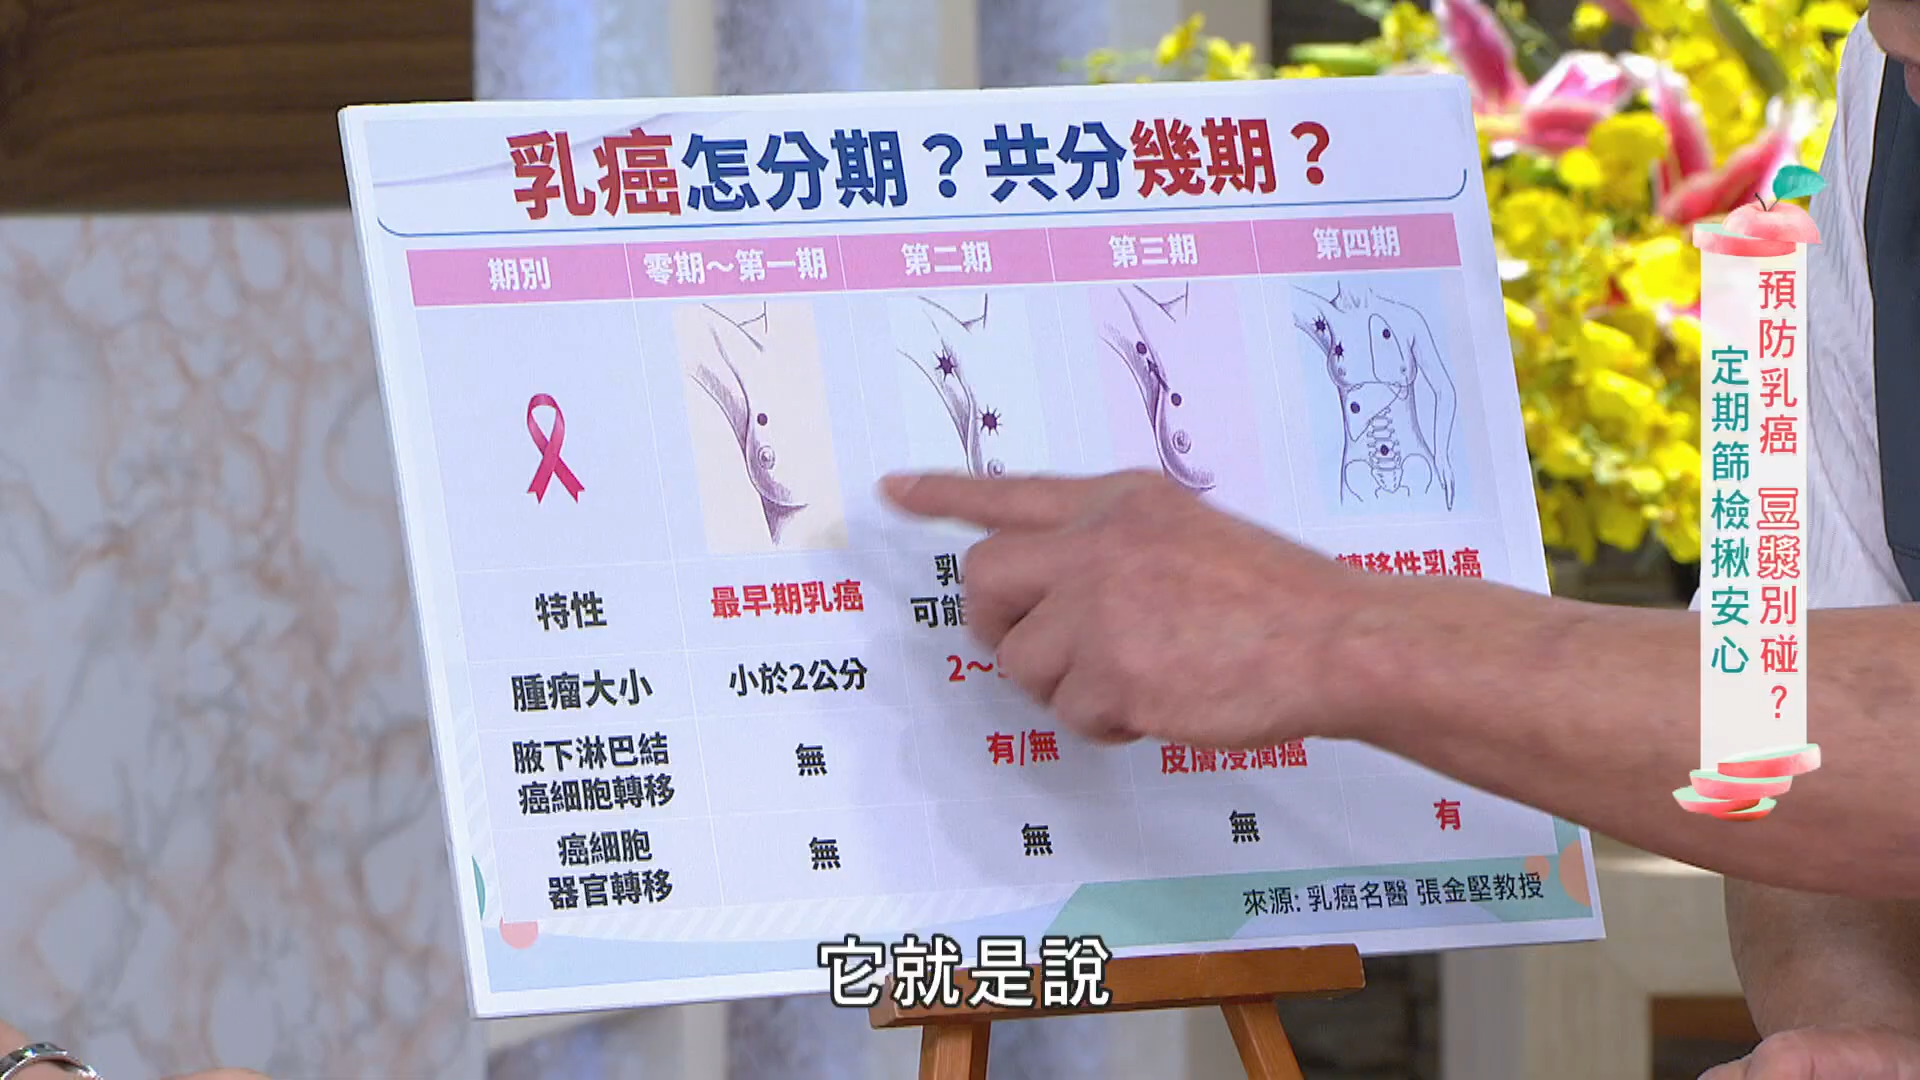 乳癌怎分期？共分幾期？
期別 零期～第一期 第二期 第三期 第四期
特性 最早期乳癌 乳 可能 轉移性乳癌
腫瘤大小 小於2公分 2～
腋下淋巴結
癌細胞轉移 無 有/無 皮膚浸潤癌
癌細胞
器官轉移 無 無 無 有
來源: 乳癌名醫 張金堅教授
預防乳癌 豆漿別碰？
定期篩檢揪安心
它就是說